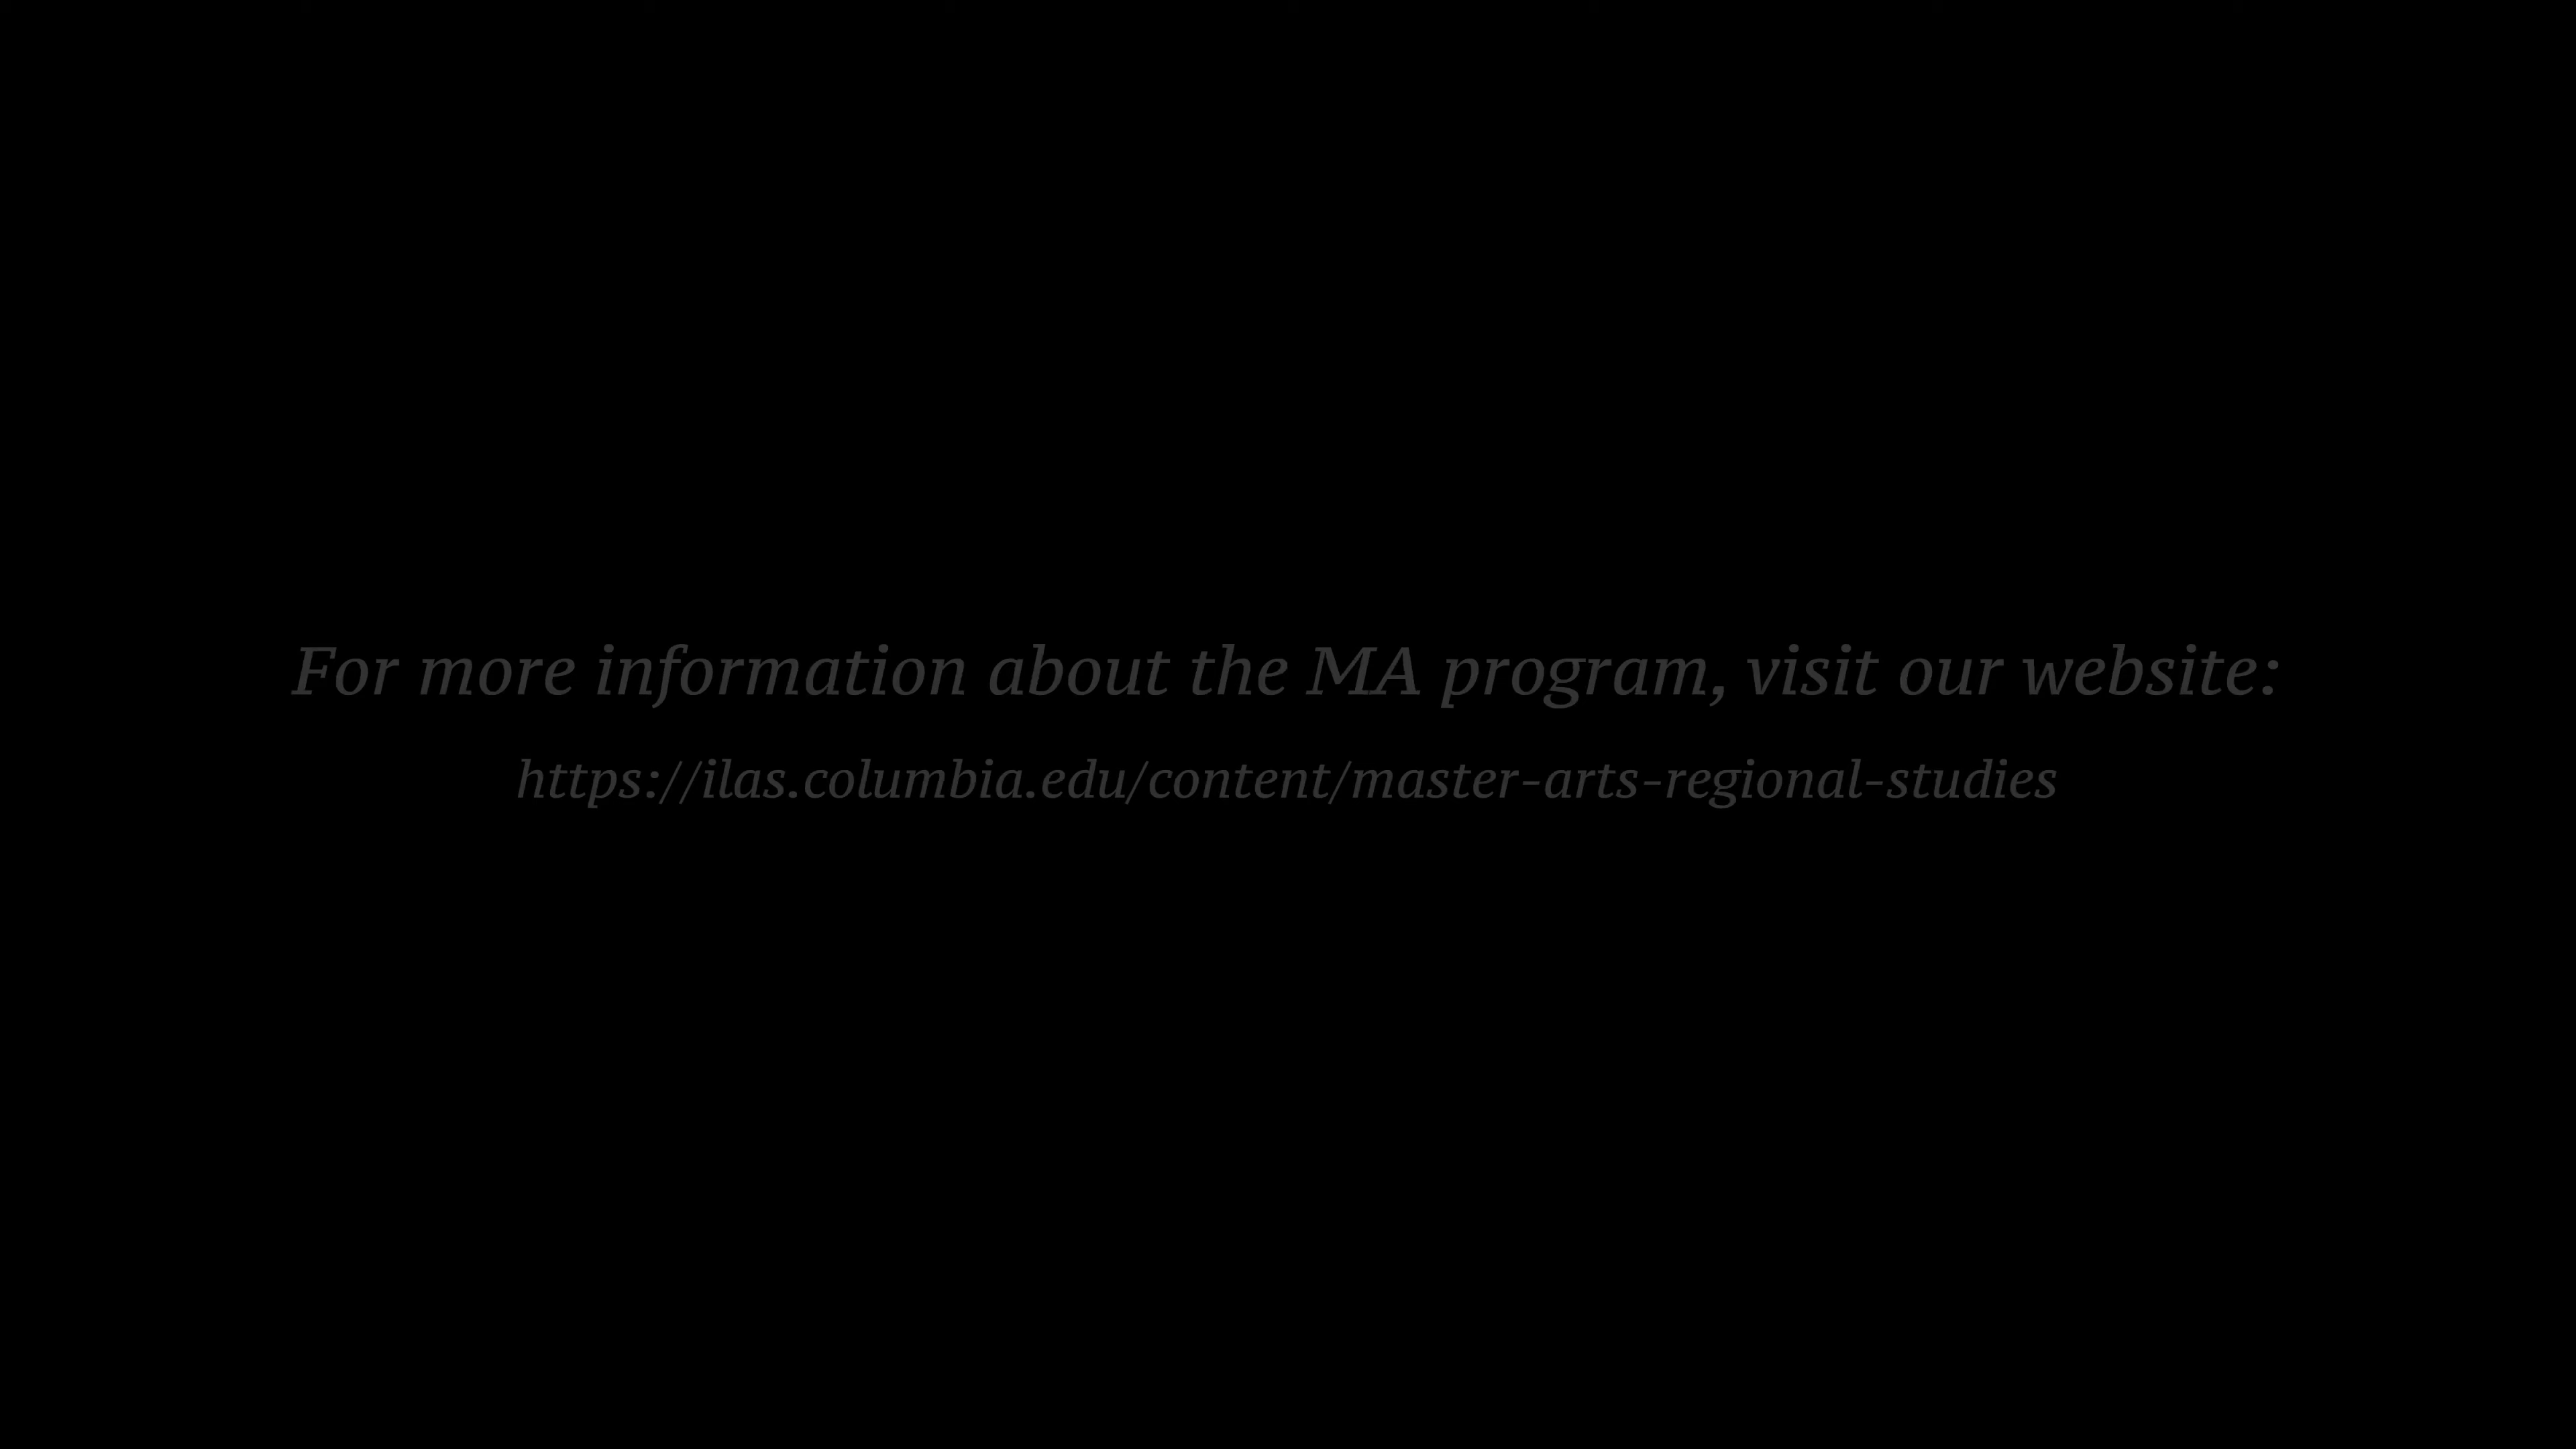 For more information about the MA program, visit our website:
https://ilas.columbia.edu/content/master-arts-regional-studies